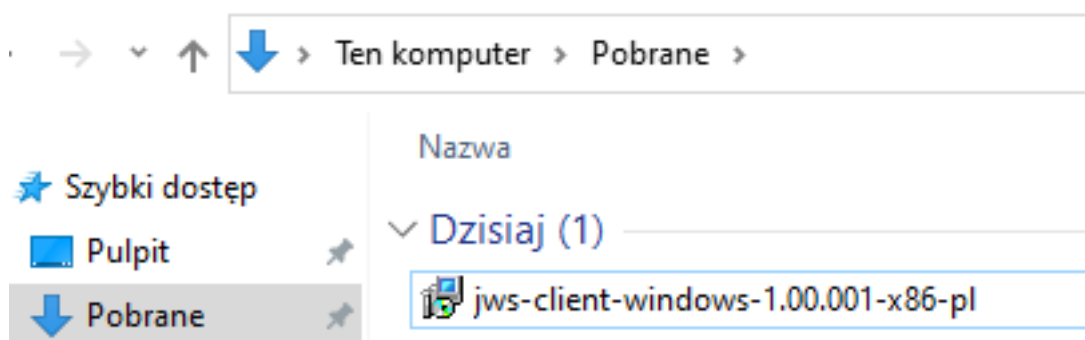 Ten komputer > Pobrane >
Nazwa
Szybki dostęp
Dzisiaj (1)
Pulpit
jws-client-windows-1.00.001-x86-pl
Pobrane